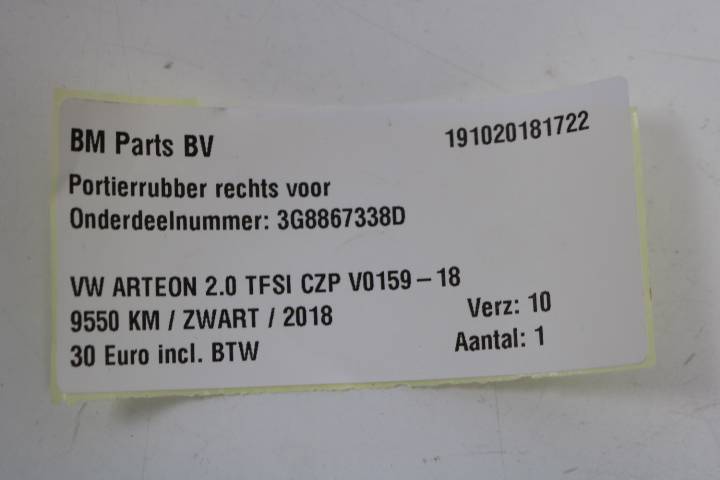 BM Parts BV
191020181722
Portierrubber rechts voor
Onderdeelnummer: 3G8867338D
VW ARTEON 2.0 TFSI CZP V0159-18
9550 KM / ZWART / 2018
Verz: 10
30 Euro incl. BTW
Aantal: 1